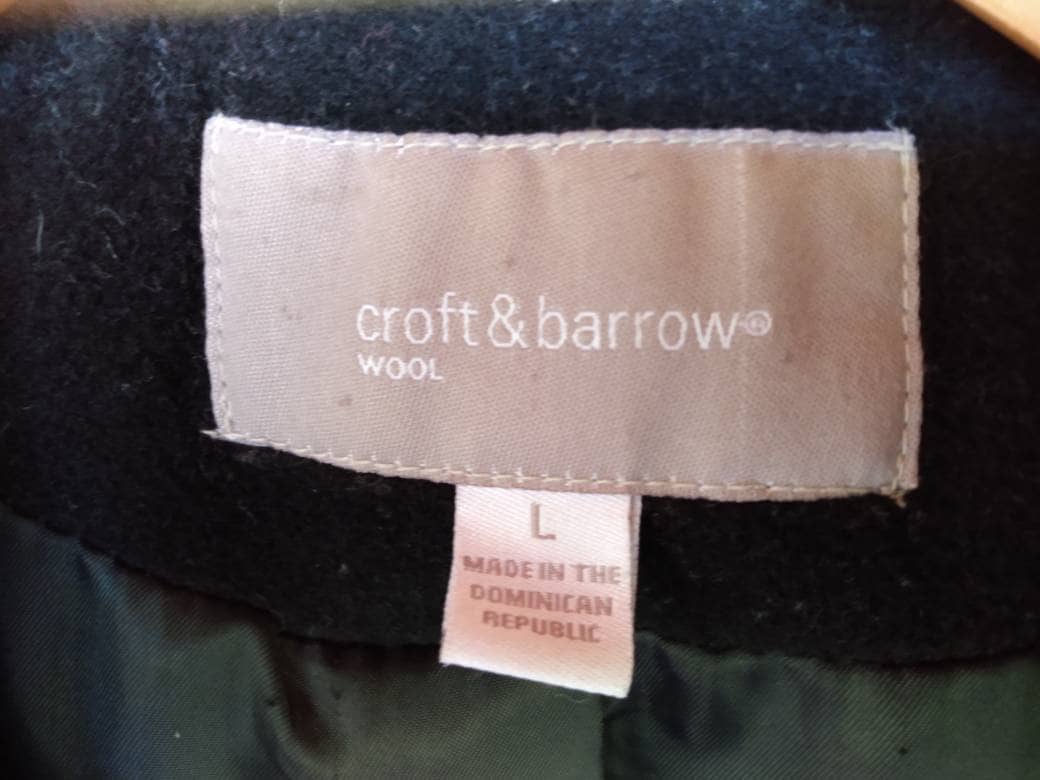 croft&barrow®
WOOL
L
MADE IN THE
DOMINICAN
REPUBLIC